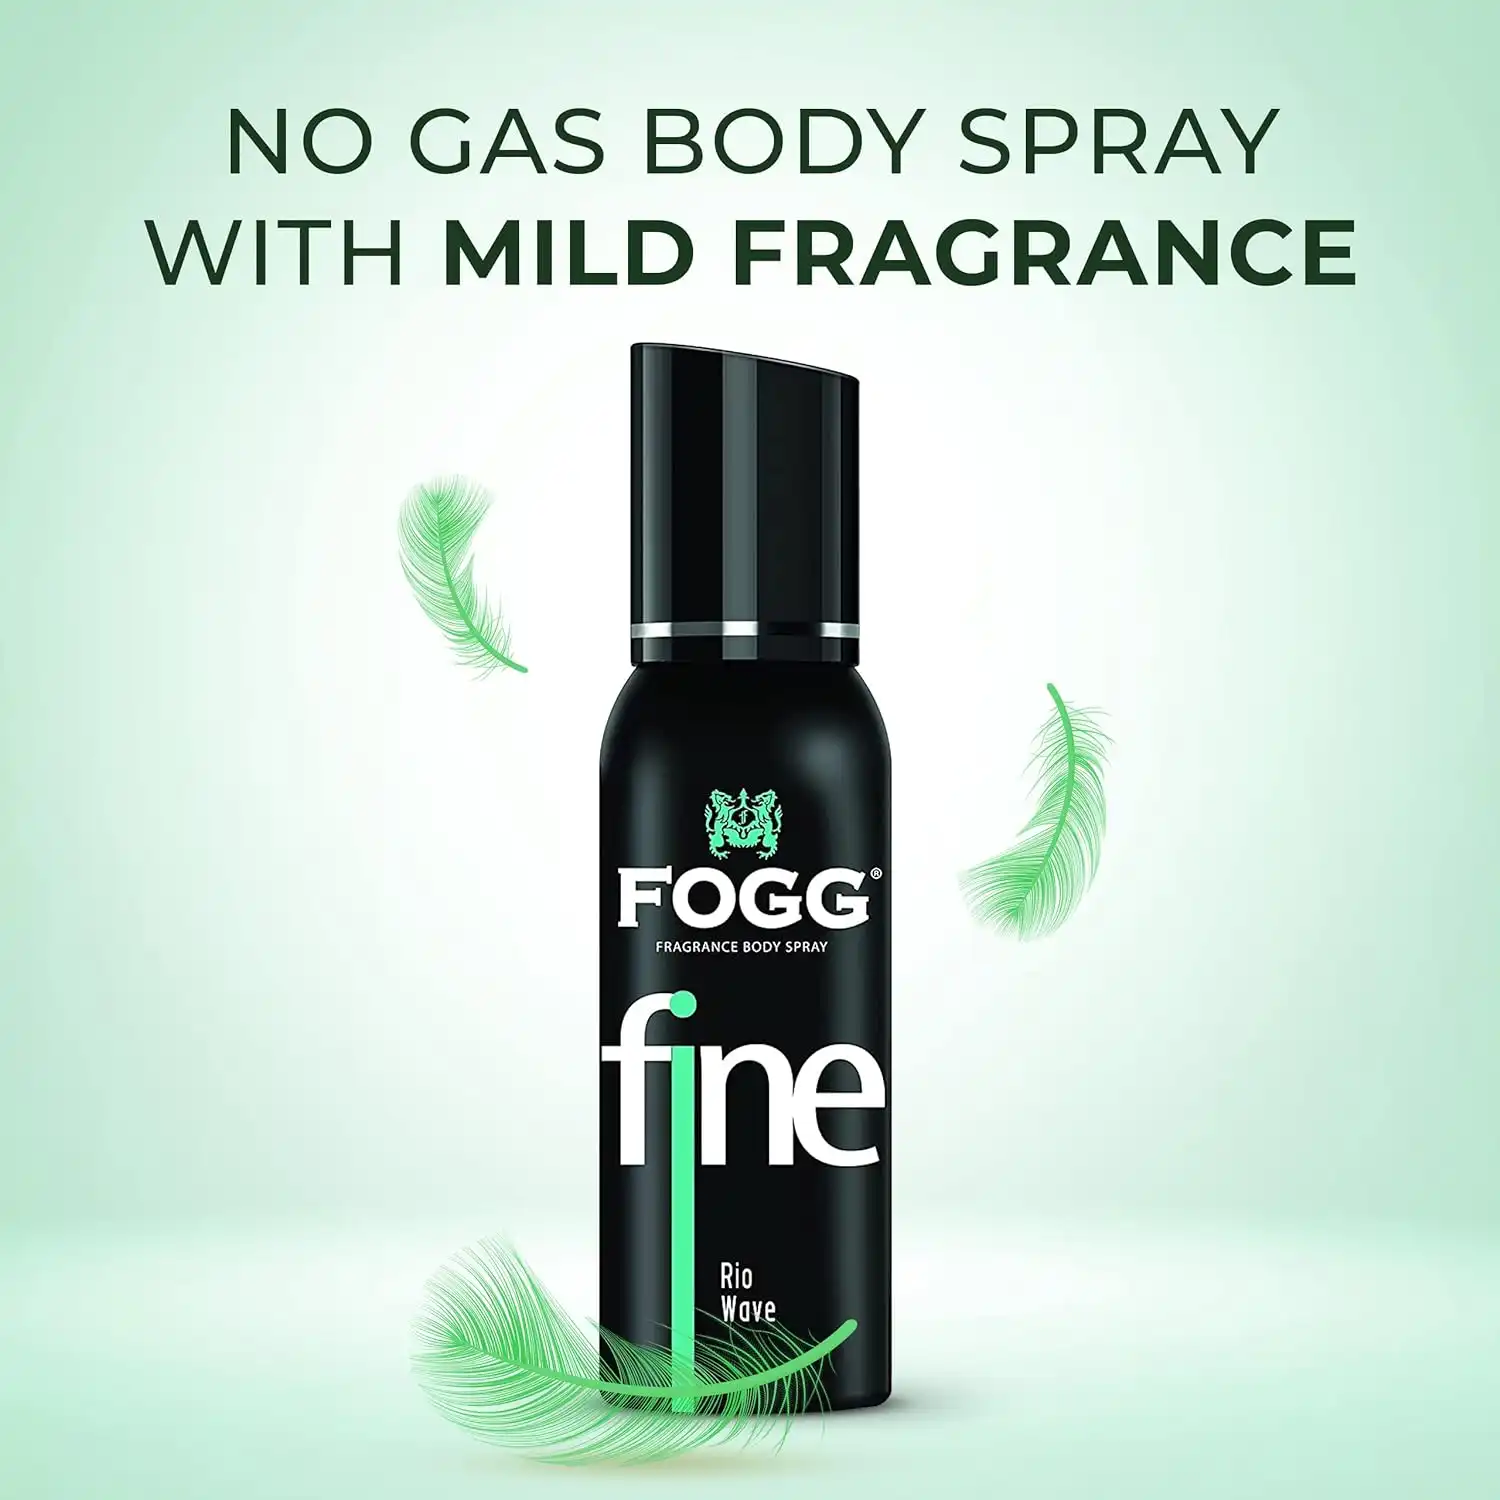 NO GAS BODY SPRAY
WITH MILD FRAGRANCE
FOGG®
FRAGRANCE BODY SPRAY
fine
Rio
Wave